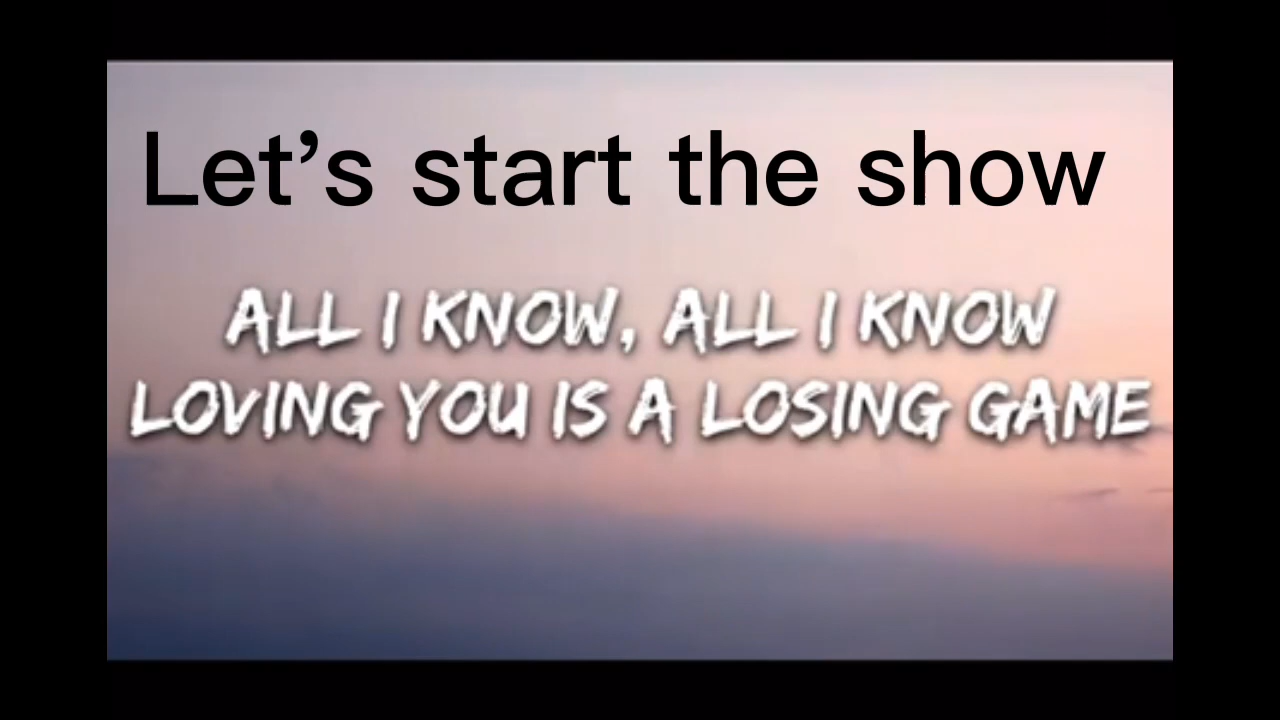 Let’s start the show
ALL I KNOW, ALL I KNOW
LOVING YOU IS A LOSING GAME